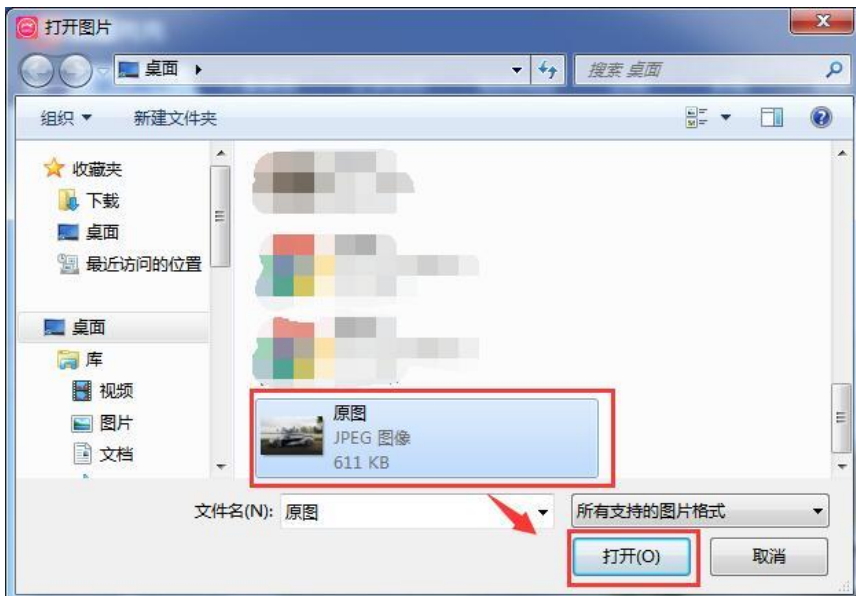 打开图片
桌面
搜索 桌面
组织
新建文件夹
收藏夹
下载
桌面
最近访问的位置
桌面
库
视频
图片
文档
原图
JPEG 图像
611 KB
文件名(N): 原图
所有支持的图片格式
打开(O)
取消